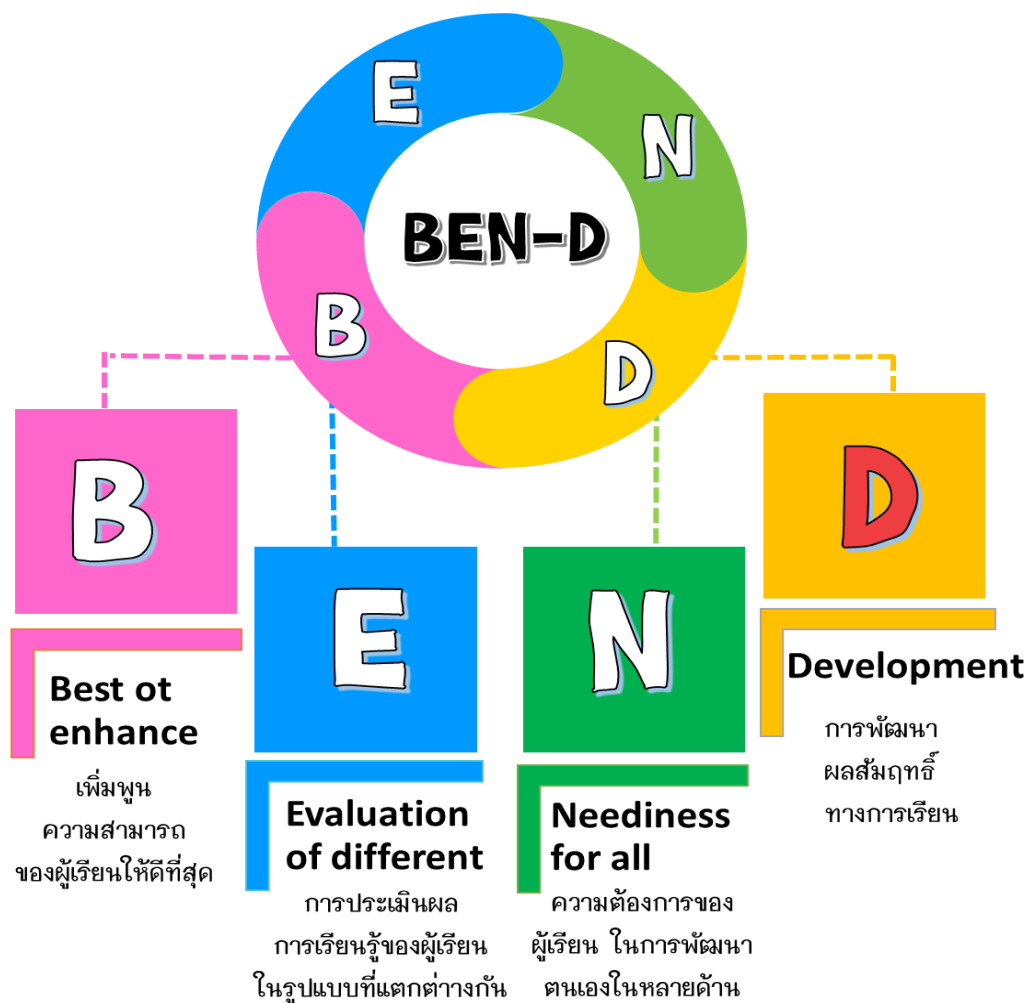 E
N
BEN-D
B
D
B
Best ot
enhance
เพิ่มพูน
ความสามารถ
ของผู้เรียนให้ดีที่สุด
E
Evaluation
of different
การประเมินผล
การเรียนรู้ของผู้เรียน
ในรูปแบบที่แตกต่าางกัน
N
Neediness
for all
ความต้องการของ
ผู้เรียน ในการพัฒนา
ตนเองในหลายด้าน
D
Development
การพัฒนา
ผลสัมฤทธิ์
ทางการเรียน